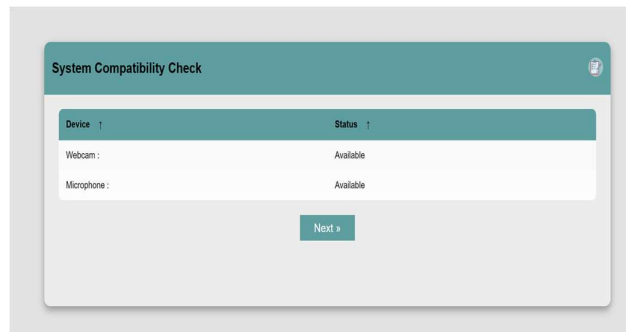 System Compatibility Check
Device ↑ Status ↑
Webcam : Available
Microphone : Available
Next »